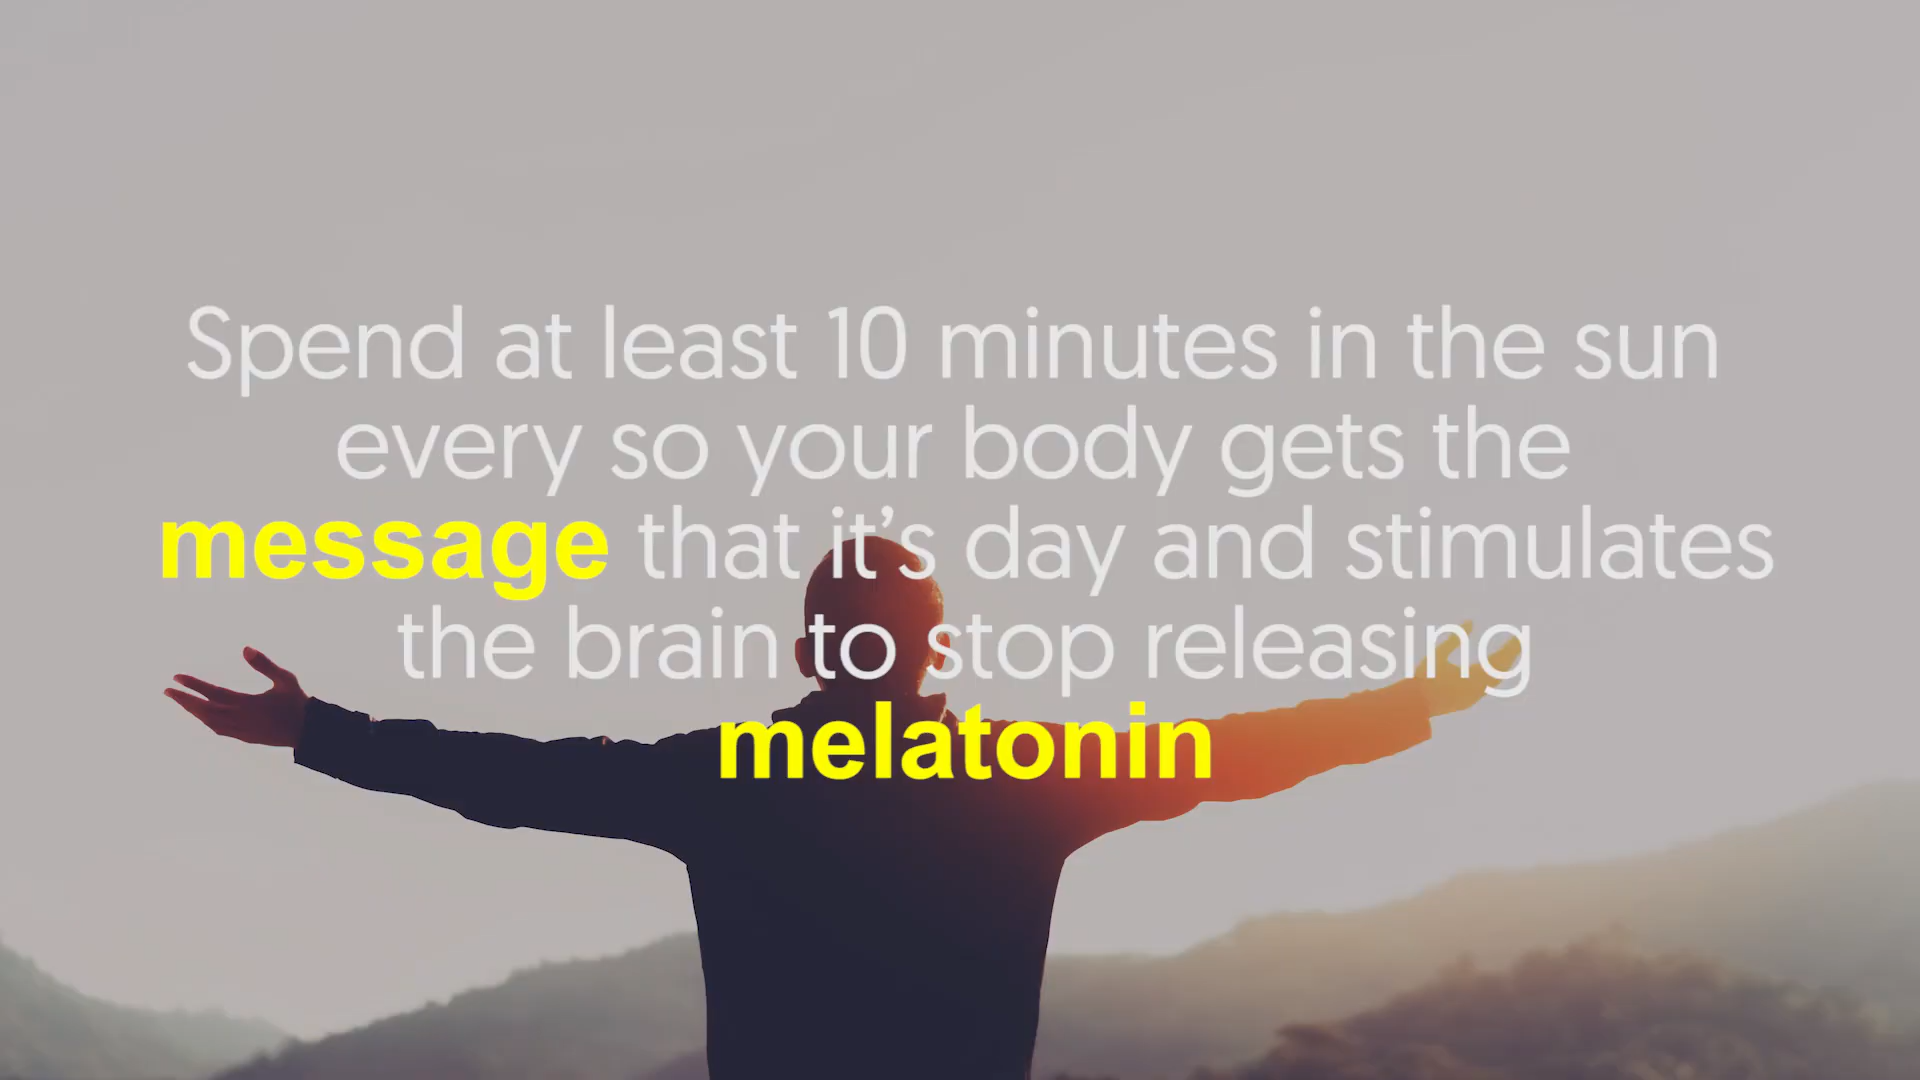 Spend at least 10 minutes in the sun
every so your body gets the
message that it’s day and stimulates
the brain to stop releasing
melatonin